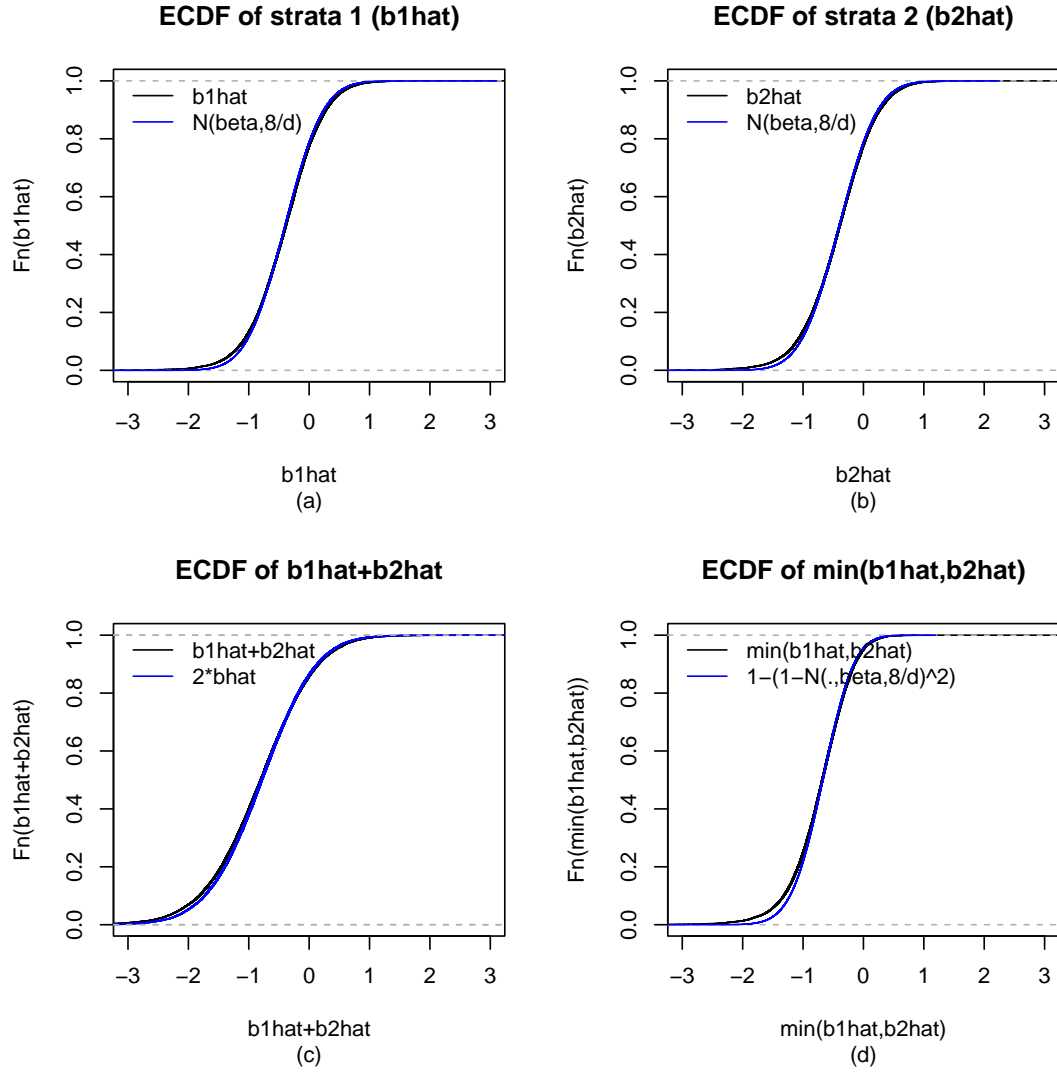 ECDF of strata 1 (b1hat)
Fn(b1hat)
0.0 0.2 0.4 0.6 0.8 1.0
b1hat
N(beta,8/d)
−3 −2 −1 0 1 2 3
b1hat
(a)
ECDF of strata 2 (b2hat)
Fn(b2hat)
0.0 0.2 0.4 0.6 0.8 1.0
b2hat
N(beta,8/d)
−3 −2 −1 0 1 2 3
b2hat
(b)
ECDF of b1hat+b2hat
Fn(b1hat+b2hat)
0.0 0.2 0.4 0.6 0.8 1.0
b1hat+b2hat
2*bhat
−3 −2 −1 0 1 2 3
b1hat+b2hat
(c)
ECDF of min(b1hat,b2hat)
Fn(min(b1hat,b2hat))
0.0 0.2 0.4 0.6 0.8 1.0
min(b1hat,b2hat)
1−(1−N(.,beta,8/d)^2)
−3 −2 −1 0 1 2 3
min(b1hat,b2hat)
(d)